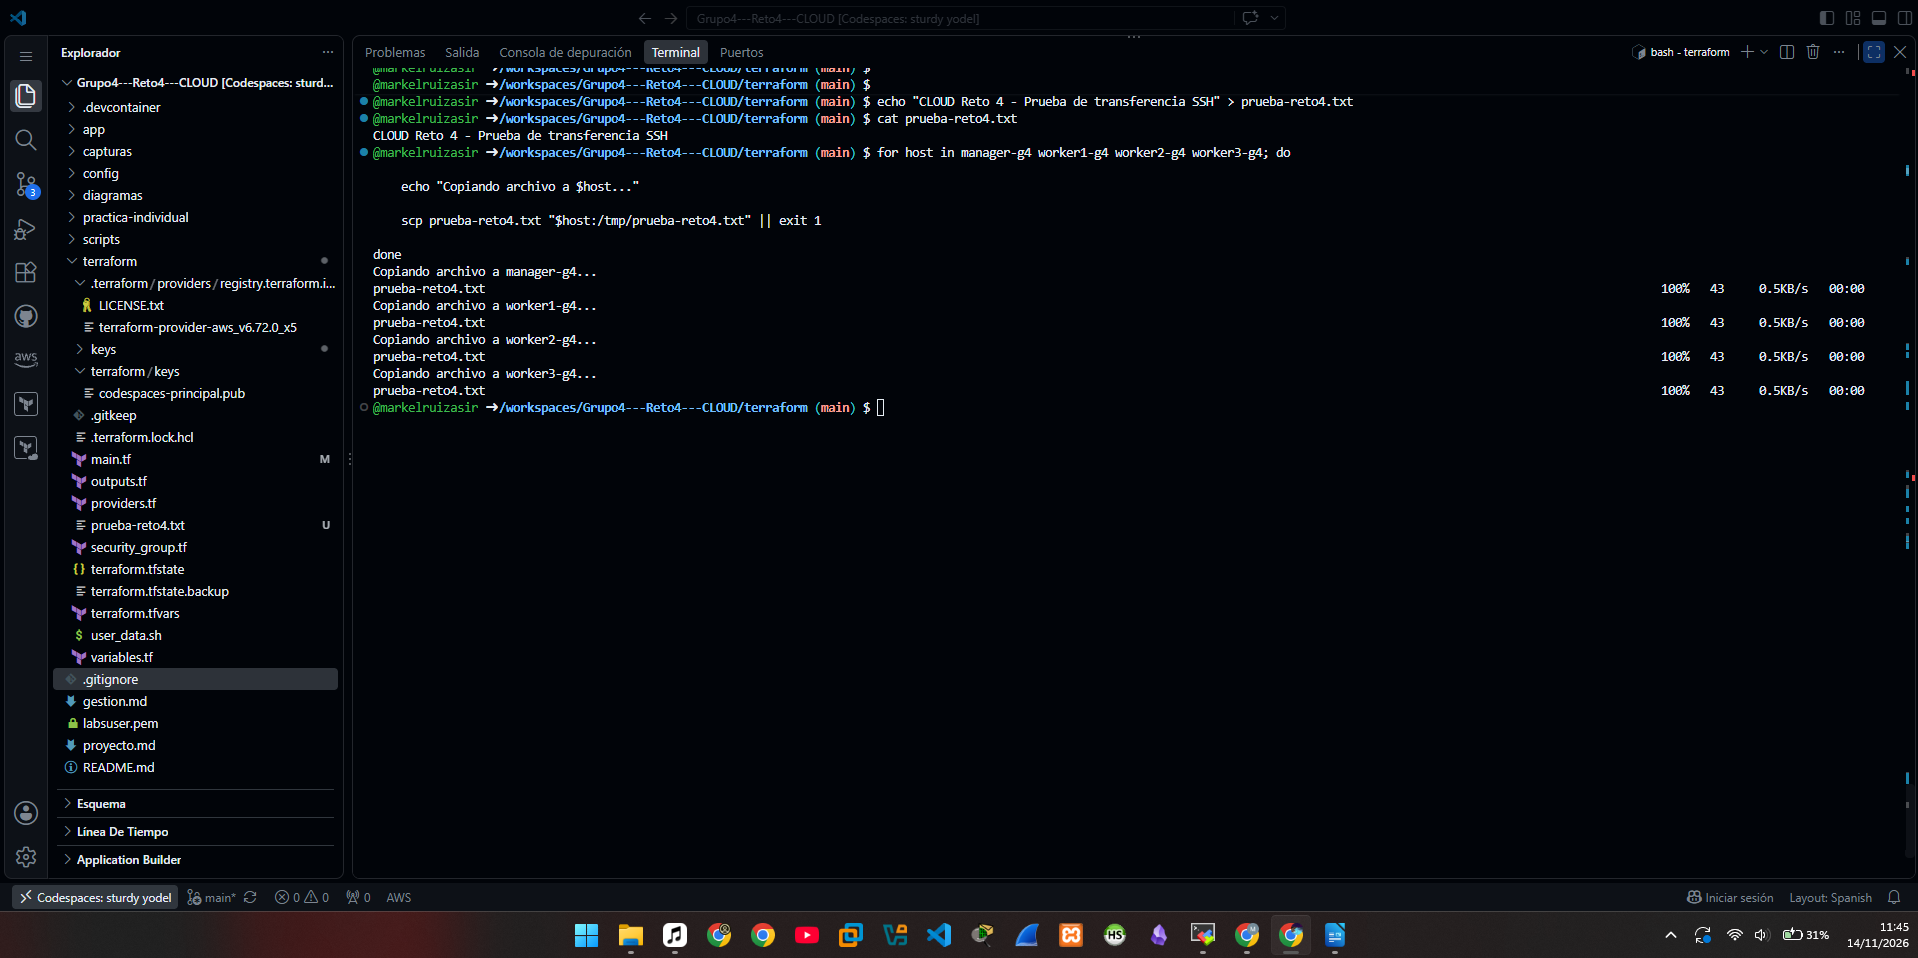 Grupo4---Reto4---CLOUD [Codespaces: sturdy yodel]
Explorador
Grupo4---Reto4---CLOUD [Codespaces: sturd...
.devcontainer
app
capturas
config
diagramas
practica-individual
scripts
terraform
.terraform/providers/registry.terraform.i...
LICENSE.txt
terraform-provider-aws_v6.72.0_x5
keys
terraform/keys
codespaces-principal.pub
.gitkeep
.terraform.lock.hcl
main.tf M
outputs.tf
providers.tf
prueba-reto4.txt U
security_group.tf
terraform.tfstate
terraform.tfstate.backup
terraform.tfvars
user_data.sh
variables.tf
.gitignore
gestion.md
labsuser.pem
proyecto.md
README.md
Esquema
Línea De Tiempo
Application Builder
3
aws
Problemas Salida Consola de depuración Terminal Puertos
bash - terraform
@markelruizasir ➜/workspaces/Grupo4---Reto4---CLOUD/terraform (main) $
@markelruizasir ➜/workspaces/Grupo4---Reto4---CLOUD/terraform (main) $
@markelruizasir ➜/workspaces/Grupo4---Reto4---CLOUD/terraform (main) $ echo "CLOUD Reto 4 - Prueba de transferencia SSH" > prueba-reto4.txt
@markelruizasir ➜/workspaces/Grupo4---Reto4---CLOUD/terraform (main) $ cat prueba-reto4.txt
CLOUD Reto 4 - Prueba de transferencia SSH
@markelruizasir ➜/workspaces/Grupo4---Reto4---CLOUD/terraform (main) $ for host in manager-g4 worker1-g4 worker2-g4 worker3-g4; do
echo "Copiando archivo a $host..."
scp prueba-reto4.txt "$host:/tmp/prueba-reto4.txt" || exit 1
done
Copiando archivo a manager-g4...
prueba-reto4.txt 100% 43 0.5KB/s 00:00
Copiando archivo a worker1-g4...
prueba-reto4.txt 100% 43 0.5KB/s 00:00
Copiando archivo a worker2-g4...
prueba-reto4.txt 100% 43 0.5KB/s 00:00
Copiando archivo a worker3-g4...
prueba-reto4.txt 100% 43 0.5KB/s 00:00
@markelruizasir ➜/workspaces/Grupo4---Reto4---CLOUD/terraform (main) $
Codespaces: sturdy yodel main* 0 0 0 AWS
Iniciar sesión Layout: Spanish
HS
31%
11:45
14/11/2026